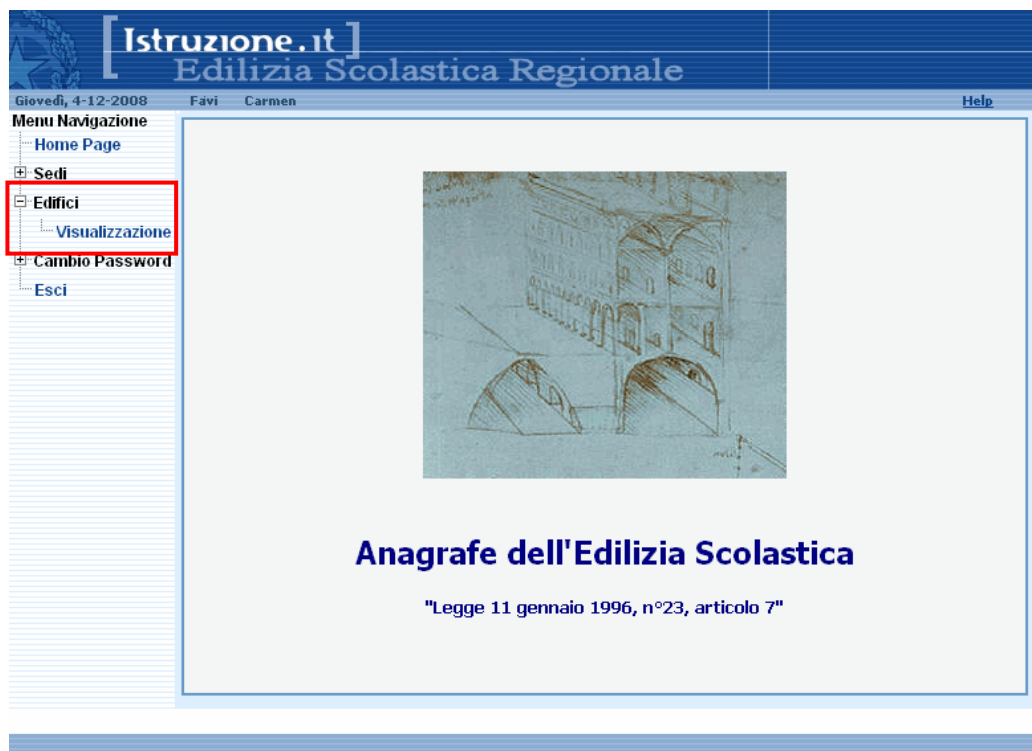 [Istruzione.it]
Edilizia Scolastica Regionale
Giovedì, 4-12-2008 Favi Carmen Help
Menu Navigazione
Home Page
Sedi
Edifici
Visualizzazione
Cambio Password
Esci
Anagrafe dell'Edilizia Scolastica
"Legge 11 gennaio 1996, n°23, articolo 7"